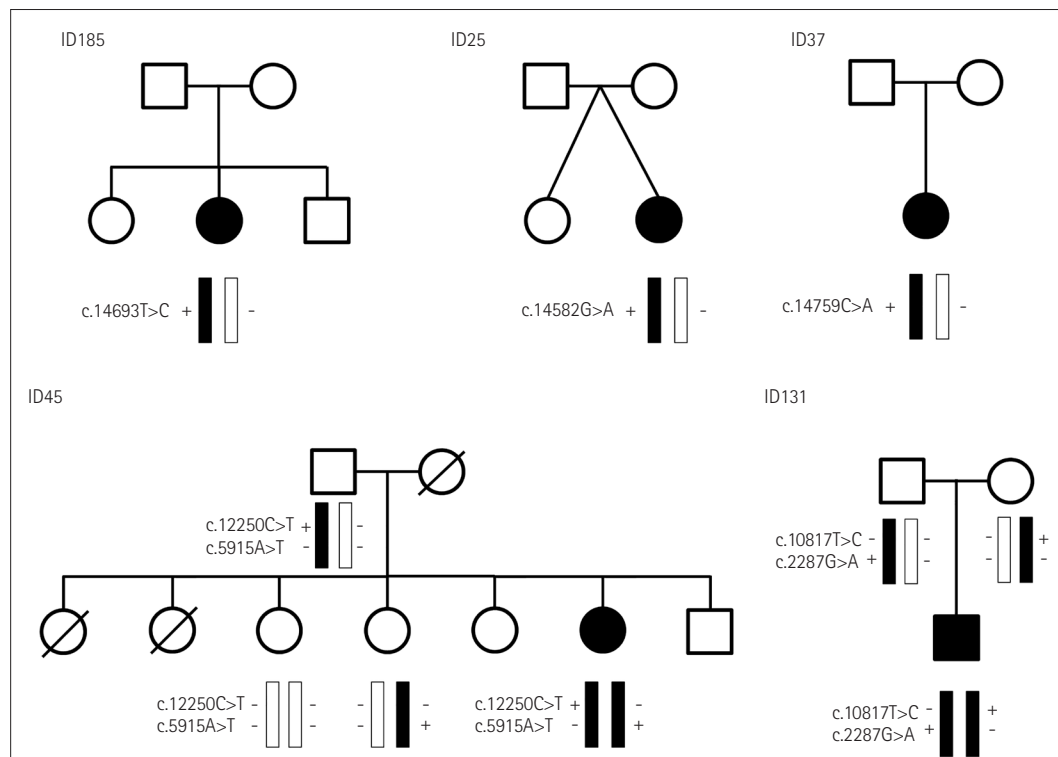 ID185
ID25
ID37
c.14693T>C + -
c.14582G>A + -
c.14759C>A + -
ID45
ID131
c.12250C>T + -
c.5915A>T - -
c.10817T>C - - - +
c.2287G>A + - - -
c.12250C>T - - - - c.12250C>T + -
c.5915A>T - - - + c.5915A>T - +
c.10817T>C - +
c.2287G>A + -